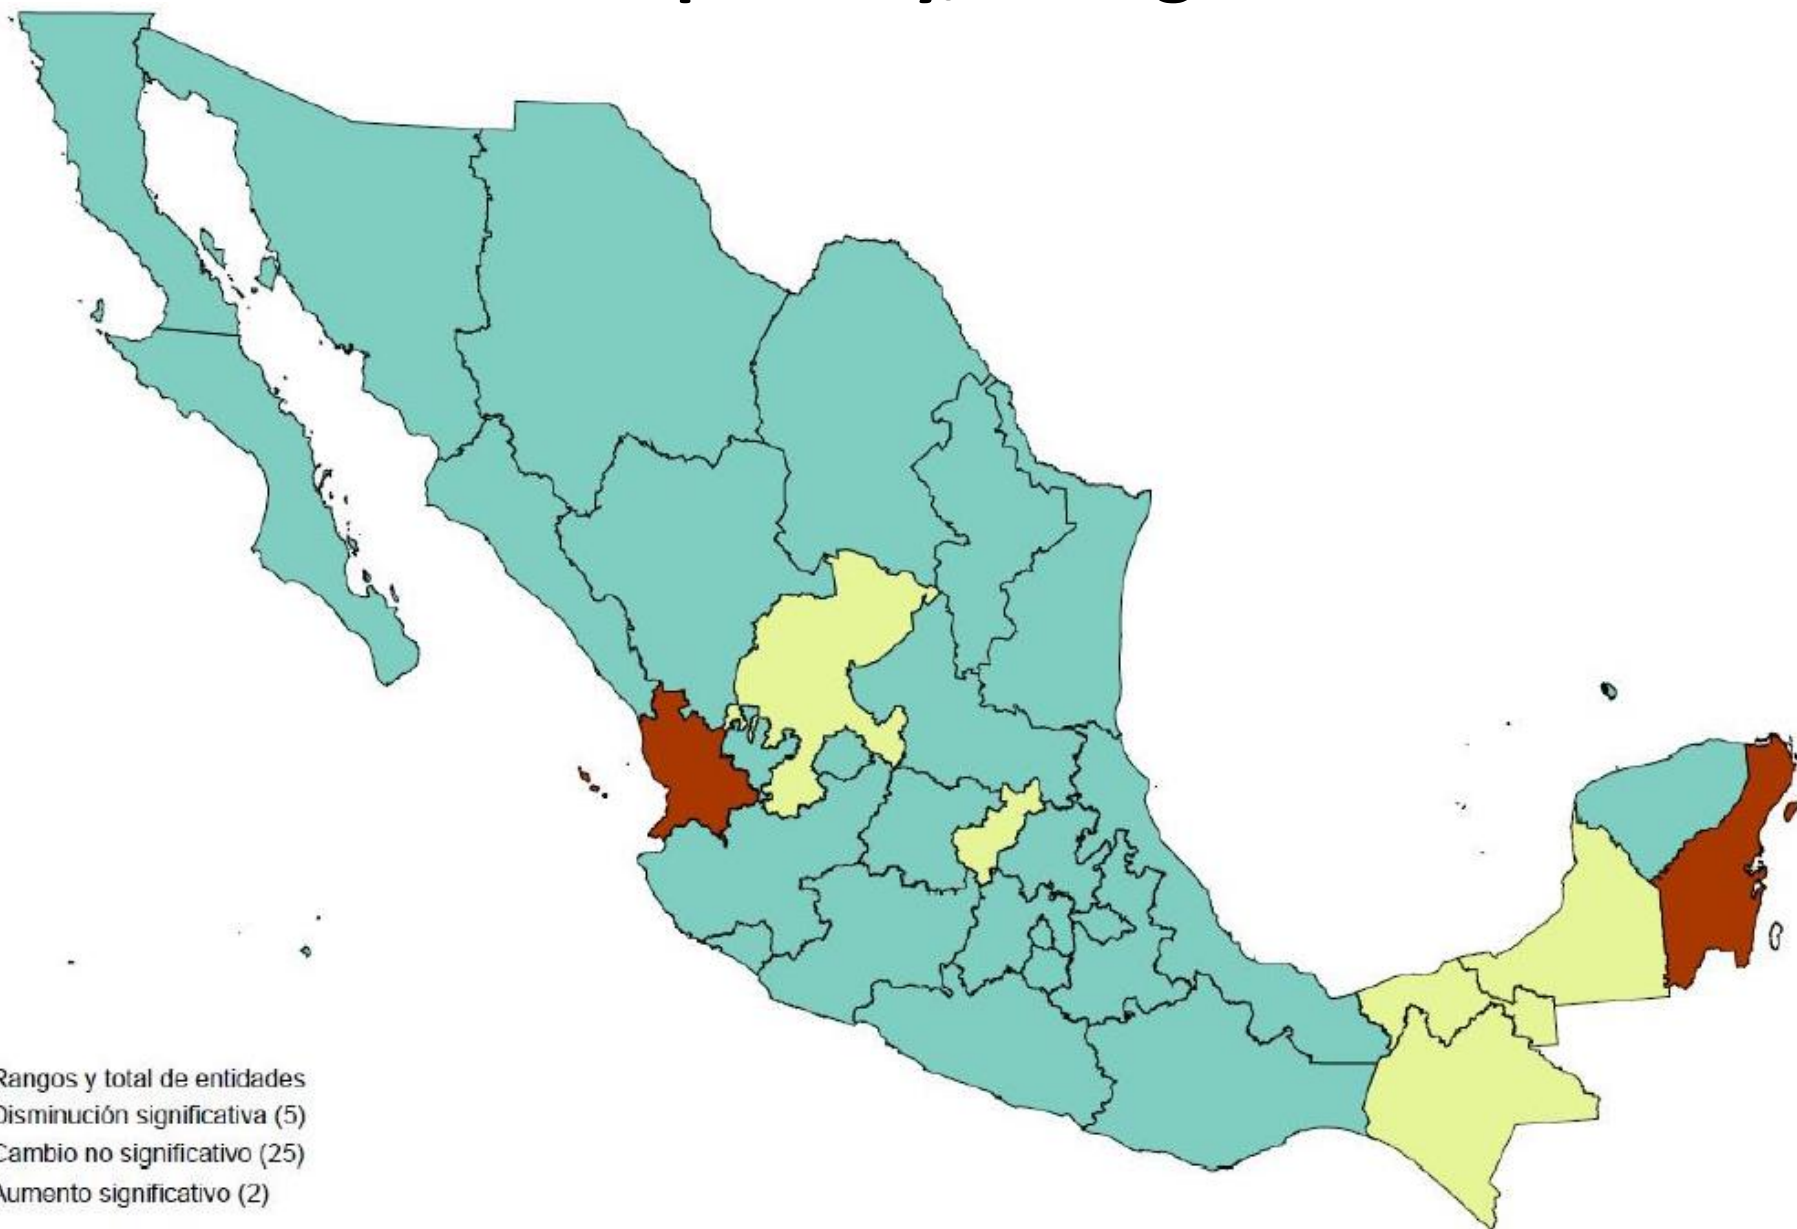 Rangos y total de entidades
Disminución significativa (5)
Cambio no significativo (25)
Aumento significativo (2)